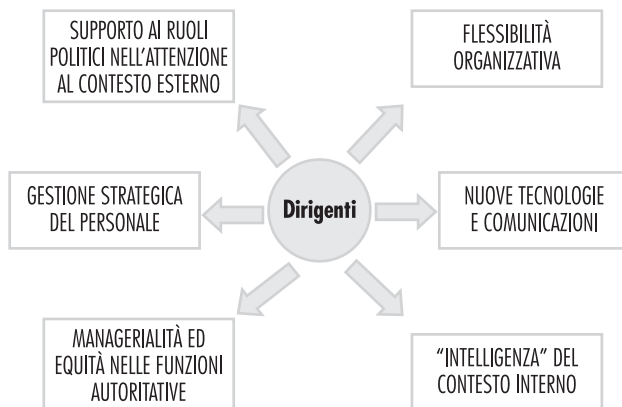 SUPPORTO AI RUOLI
POLITICI NELL'ATTENZIONE
AL CONTESTO ESTERNO
FLESSIBILITÀ
ORGANIZZATIVA
GESTIONE STRATEGICA
DEL PERSONALE
Dirigenti
NUOVE TECNOLOGIE
E COMUNICAZIONI
MANAGERIALITÀ ED
EQUITÀ NELLE FUNZIONI
AUTORITATIVE
"INTELLIGENZA" DEL
CONTESTO INTERNO